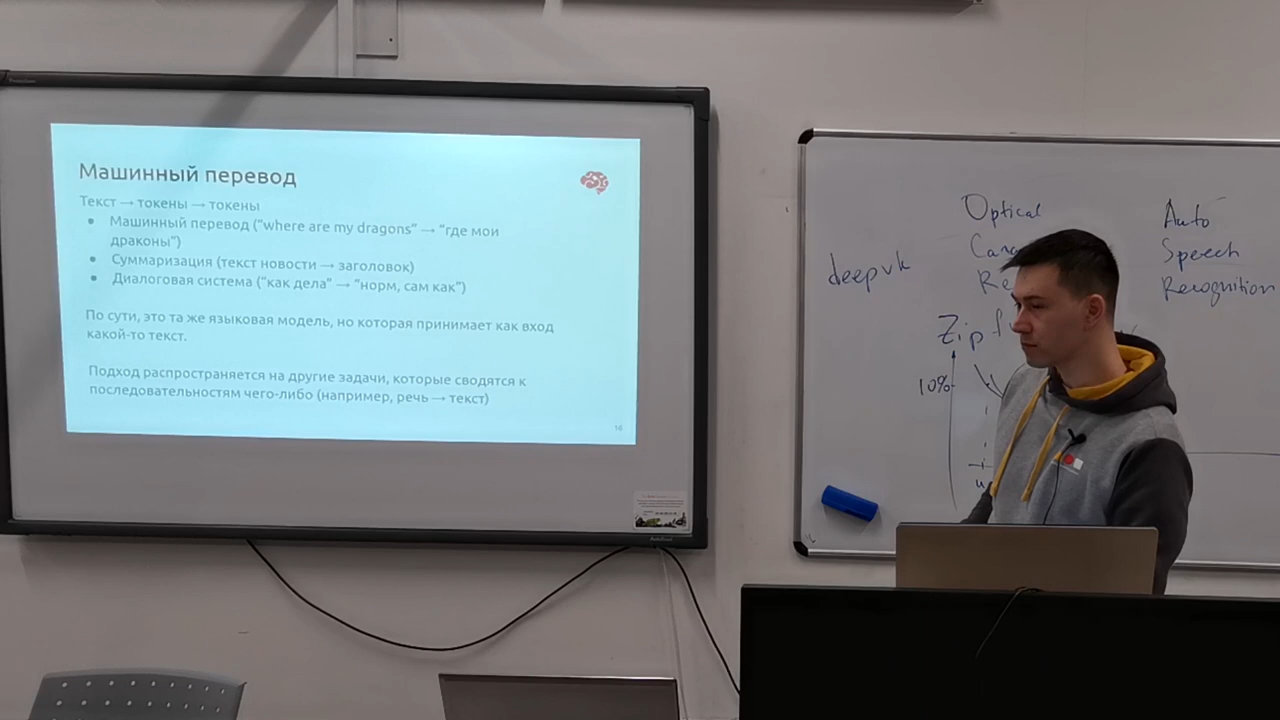 Машинный перевод
Текст → токены → токены
● Машинный перевод (“where are my dragons” → “где мои
драконы”)
● Суммаризация (текст новости → заголовок)
● Диалоговая система (“как дела” → “норм, сам как”)
По сути, это та же языковая модель, но которая принимает как вход
какой-то текст.
Подход распространяется на другие задачи, которые сводятся к
последовательностям чего-либо (например, речь → текст)
16
deepvk
Optical
Zipf
10%
Auto
Speech
Recognition